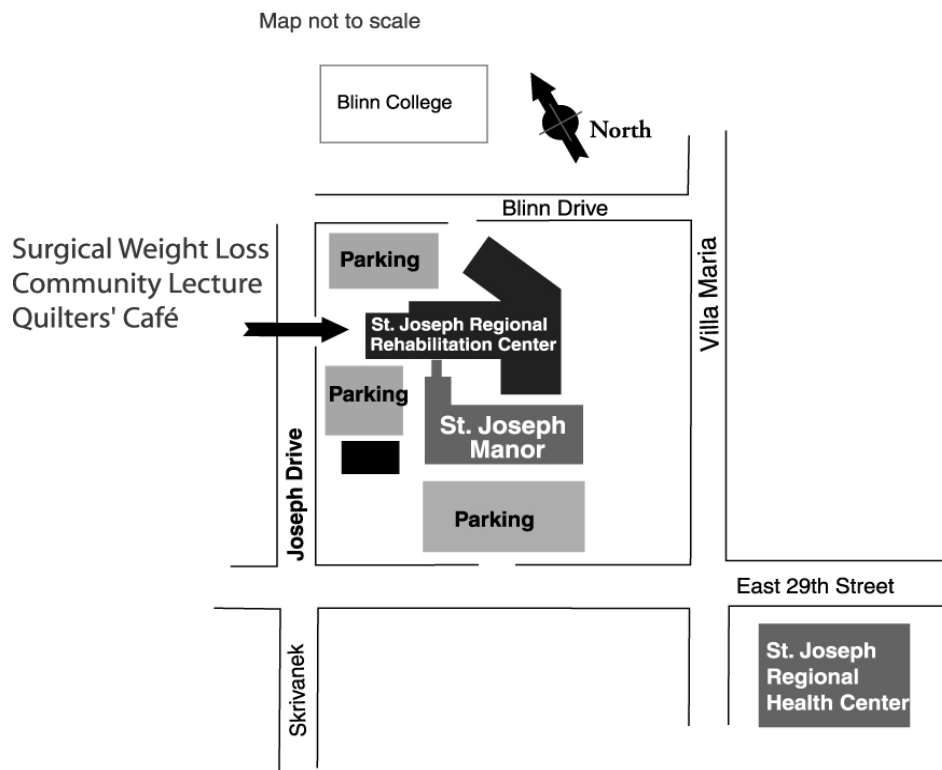 Map not to scale
Blinn College
North
Blinn Drive
Surgical Weight Loss
Community Lecture
Quilters' Café
Parking
St. Joseph Regional
Rehabilitation Center
Villa Maria
Parking
St. Joseph
Manor
Joseph Drive
Parking
East 29th Street
St. Joseph
Regional
Health Center
Skrivanek